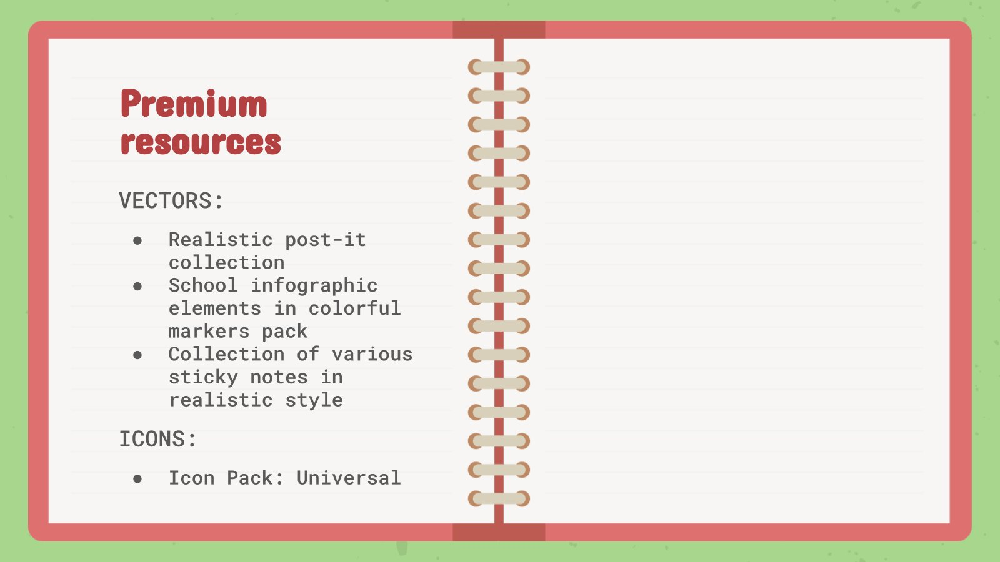 Premium
resources
VECTORS:
● Realistic post-it
collection
● School infographic
elements in colorful
markers pack
● Collection of various
sticky notes in
realistic style
ICONS:
● Icon Pack: Universal